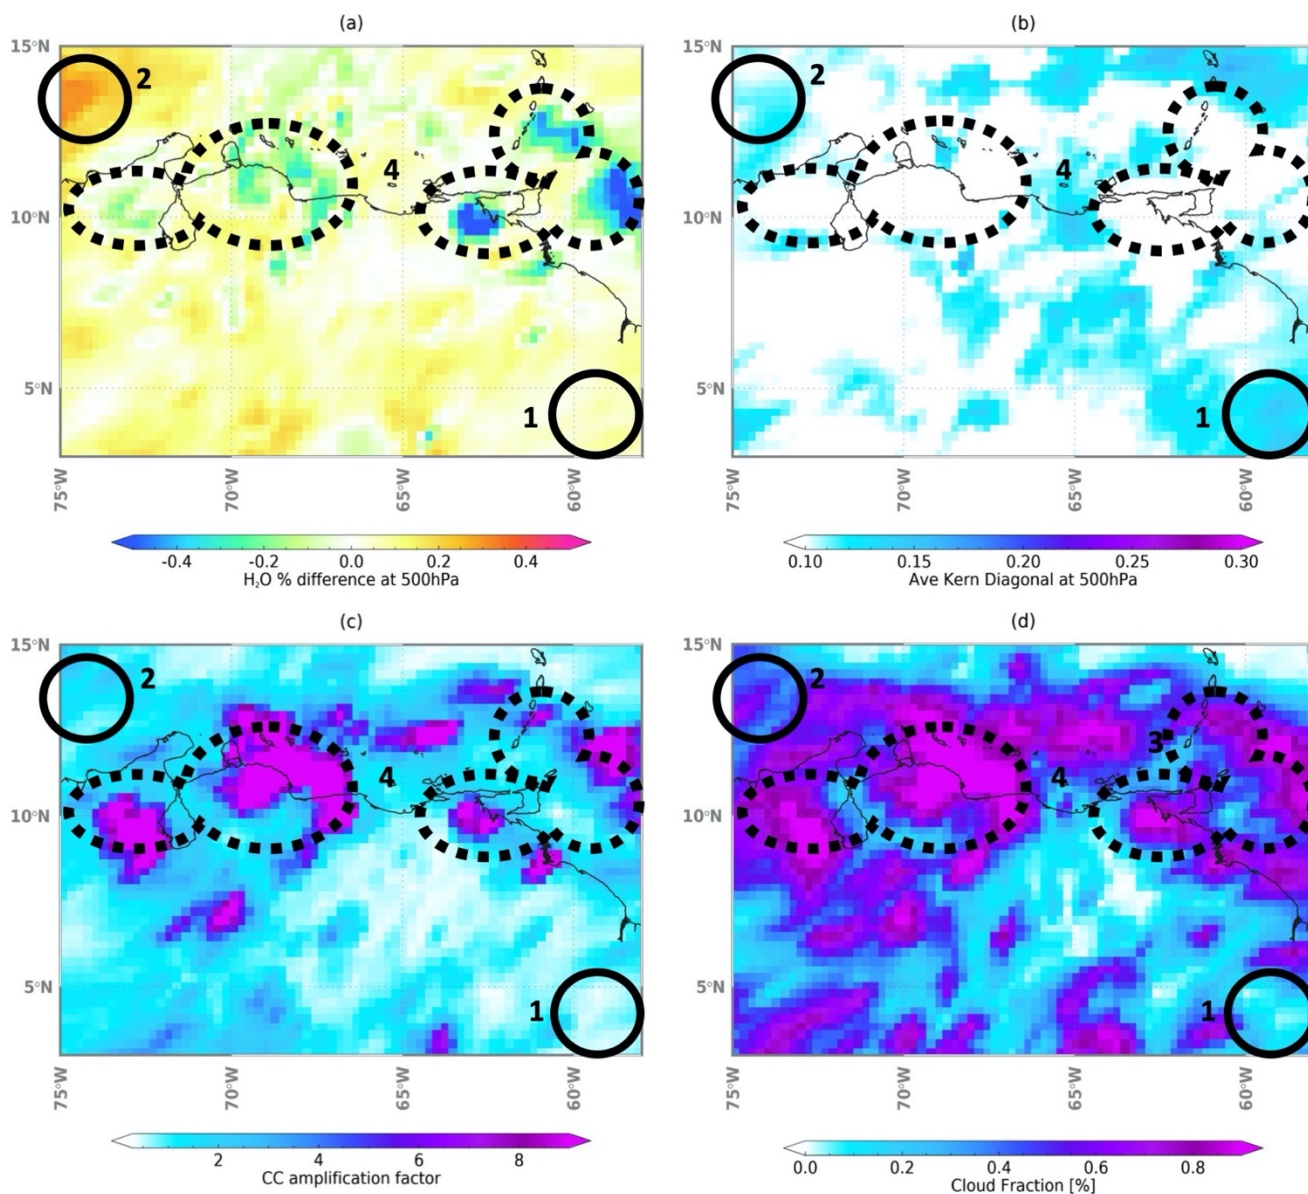 (a)
(b)
15°N
2
2
4
4
10°N
5°N
1
1
75°W
70°W
65°W
60°W
75°W
70°W
65°W
60°W
-0.4 -0.2 0.0 0.2 0.4
H₂O % difference at 500hPa
0.10 0.15 0.20 0.25 0.30
Ave Kern Diagonal at 500hPa
(c)
(d)
15°N
15°N
2
2
3
4
4
10°N
10°N
5°N
5°N
1
1
75°W
70°W
65°W
60°W
75°W
70°W
65°W
60°W
2 4 6 8
CC amplification factor
0.0 0.2 0.4 0.6 0.8
Cloud Fraction [%]
15°N
10°N
5°N